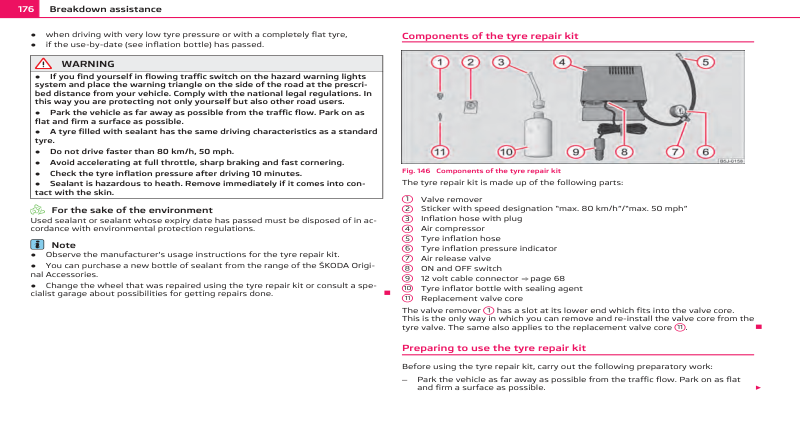 176 Breakdown assistance
● when driving with very low tyre pressure or with a completely flat tyre,
● if the use-by-date (see inflation bottle) has passed.
WARNING
● If you find yourself in flowing traffic switch on the hazard warning lights
system and place the warning triangle on the side of the road at the prescri-
bed distance from your vehicle. Comply with the national legal regulations. In
this way you are protecting not only yourself but also other road users.
● Park the vehicle as far away as possible from the traffic flow. Park on as
flat and firm a surface as possible.
● A tyre filled with sealant has the same driving characteristics as a standard
tyre.
● Do not drive faster than 80 km/h, 50 mph.
● Avoid accelerating at full throttle, sharp braking and fast cornering.
● Check the tyre inflation pressure after driving 10 minutes.
● Sealant is hazardous to heath. Remove immediately if it comes into con-
tact with the skin.
For the sake of the environment
Used sealant or sealant whose expiry date has passed must be disposed of in ac-
cordance with environmental protection regulations.
Note
● Observe the manufacturer's usage instructions for the tyre repair kit.
● You can purchase a new bottle of sealant from the range of the ŠKODA Origi-
nal Accessories.
● Change the wheel that was repaired using the tyre repair kit or consult a spe-
cialist garage about possibilities for getting repairs done.
Components of the tyre repair kit
1 2 3 4 5
11 10 9 8 7 6
B5J-0159
Fig. 146 Components of the tyre repair kit
The tyre repair kit is made up of the following parts:
1 Valve remover
2 Sticker with speed designation "max. 80 km/h"/"max. 50 mph"
3 Inflation hose with plug
4 Air compressor
5 Tyre inflation hose
6 Tyre inflation pressure indicator
7 Air release valve
8 ON and OFF switch
9 12 volt cable connector ⇒ page 68
10 Tyre inflator bottle with sealing agent
11 Replacement valve core
The valve remover 1 has a slot at its lower end which fits into the valve core.
This is the only way in which you can remove and re-install the valve core from the
tyre valve. The same also applies to the replacement valve core 11.
Preparing to use the tyre repair kit
Before using the tyre repair kit, carry out the following preparatory work:
– Park the vehicle as far away as possible from the traffic flow. Park on as flat
and firm a surface as possible.